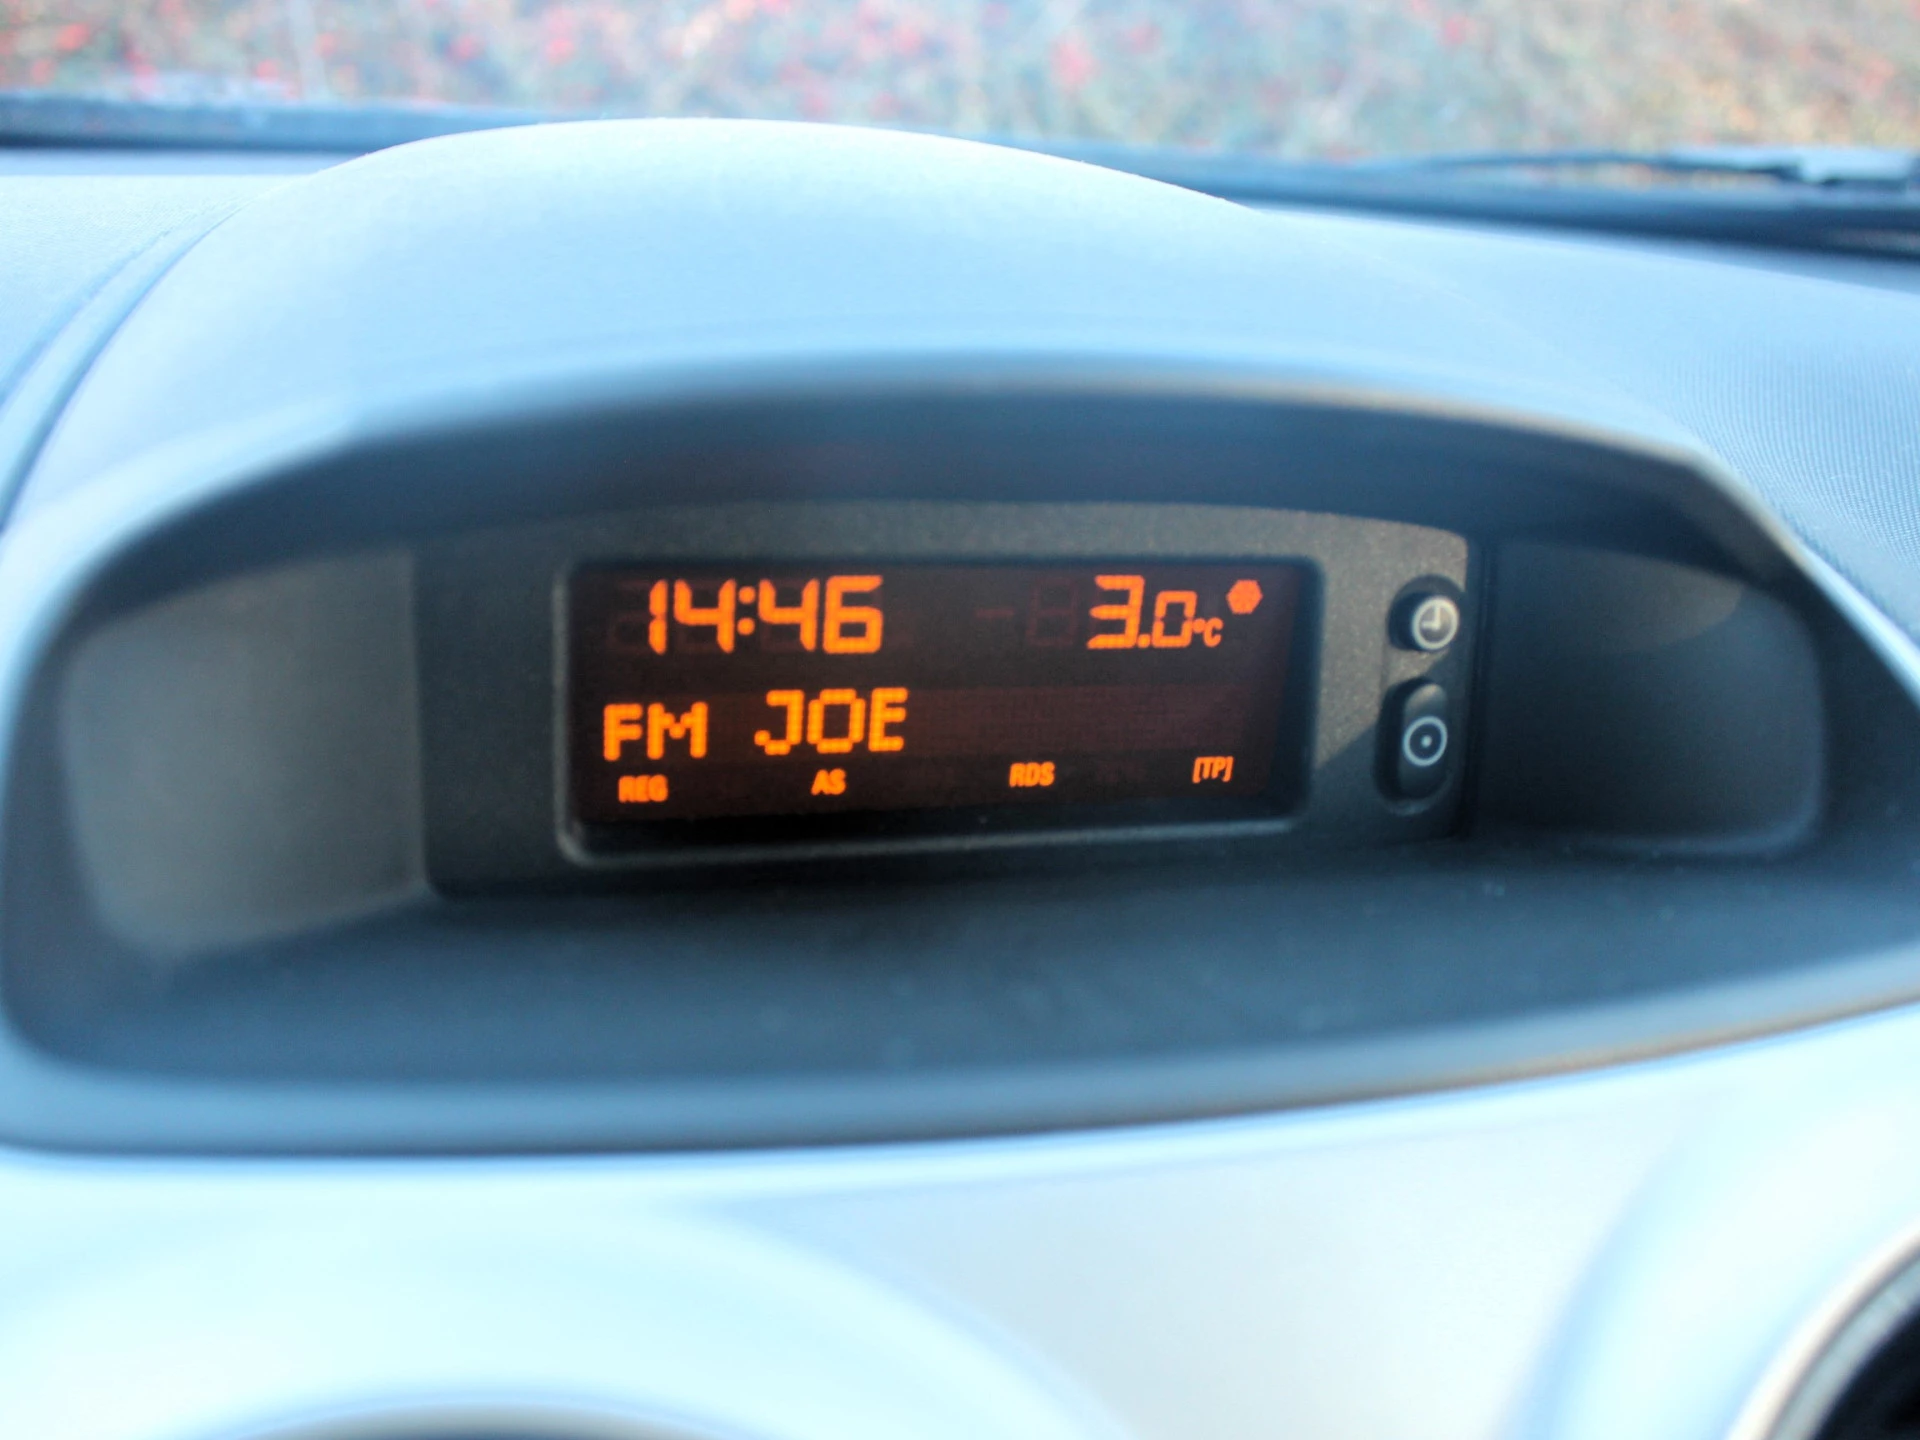 14:46 3.0°C
FM JOE
REG AS RDS [TP]